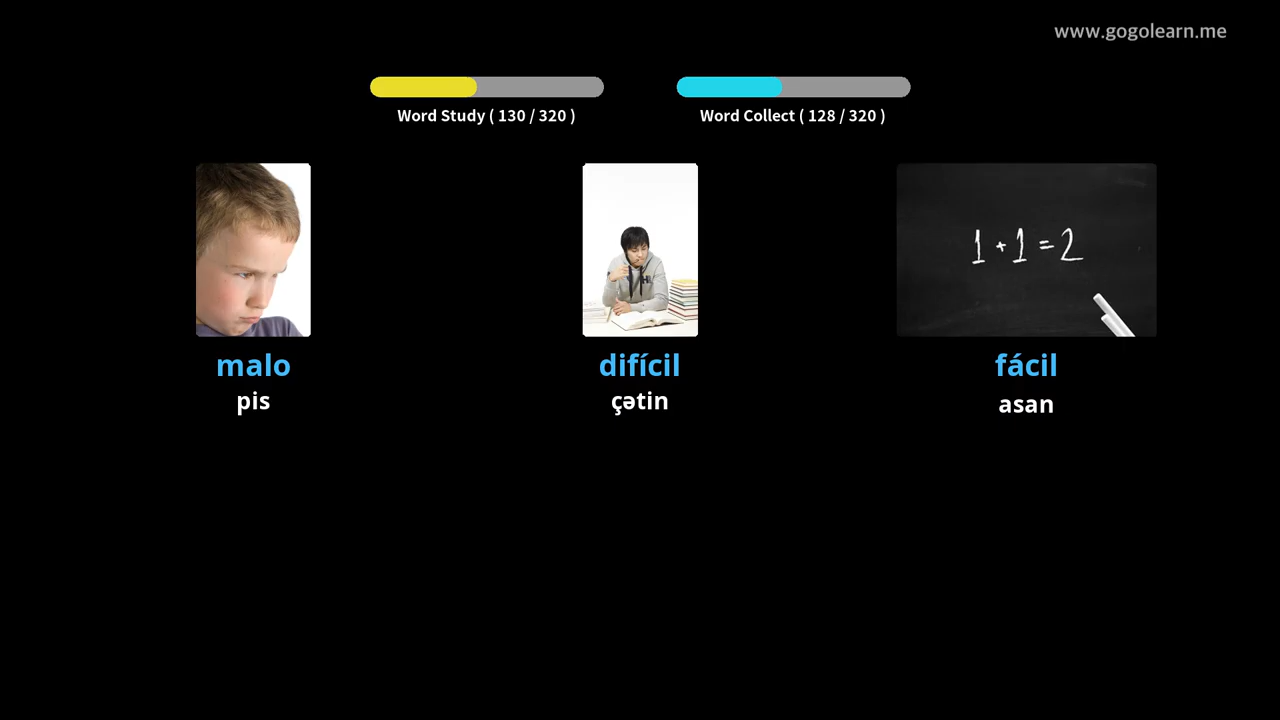 www.gogolearn.me
Word Study ( 130 / 320 )
Word Collect ( 128 / 320 )
1 + 1 = 2
malo
difícil
fácil
pis
çətin
asan